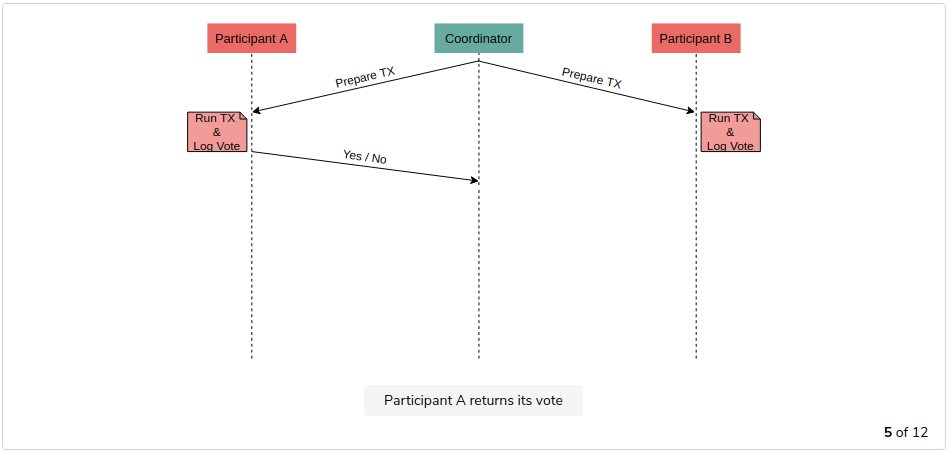 Participant A
Coordinator
Participant B
Prepare TX
Prepare TX
Run TX
&
Log Vote
Run TX
&
Log Vote
Yes / No
Participant A returns its vote
5 of 12